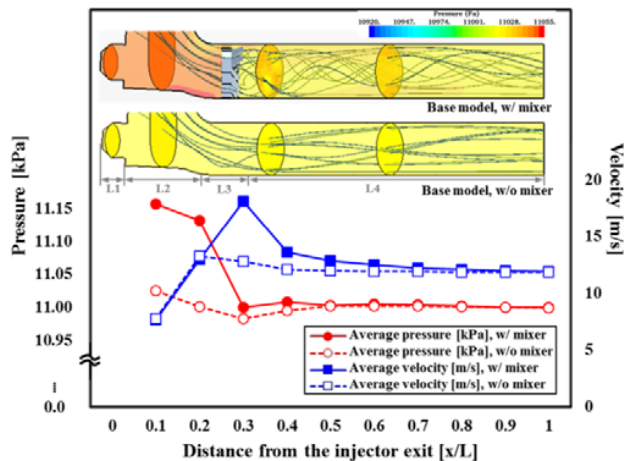 Pressure (Pa)
10920. 10947. 10974. 11001. 11028. 11055.
Base model, w/ mixer
L1 L2 L3 L4
Base model, w/o mixer
Pressure [kPa]
11.15
11.10
11.05
11.00
10.95
0.0
Velocity [m/s]
20
15
10
5
0
Average pressure [kPa], w/ mixer
Average pressure [kPa], w/o mixer
Average velocity [m/s], w/ mixer
Average velocity [m/s], w/o mixer
0 0.1 0.2 0.3 0.4 0.5 0.6 0.7 0.8 0.9 1
Distance from the injector exit [x/L]